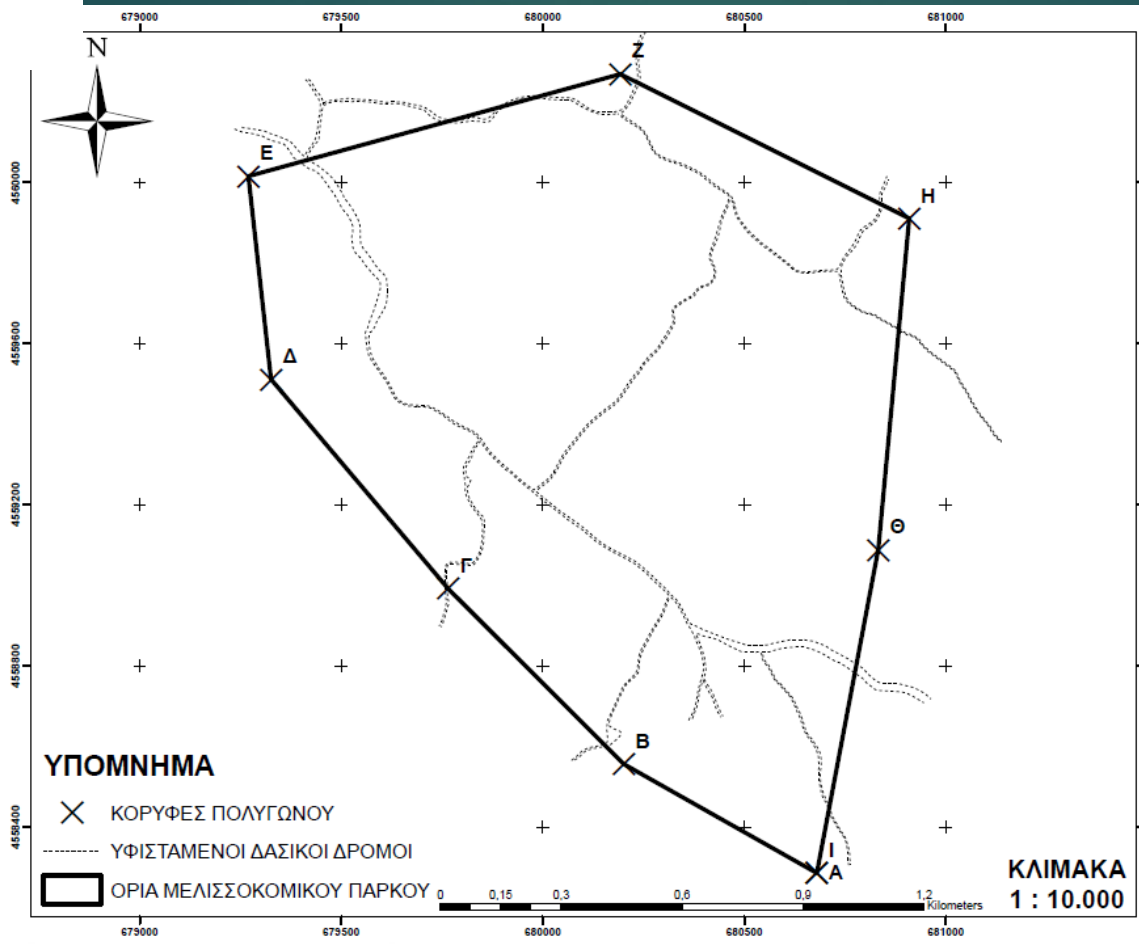 679000 679500 680000 680500 681000
N
Z
E
H
4560000
Δ
4559600
Θ
4559200
Γ
4558800
B
4558400
I
A
ΥΠΟΜΝΗΜΑ
ΚΟΡΥΦΕΣ ΠΟΛΥΓΩΝΟΥ
ΥΦΙΣΤΑΜΕΝΟΙ ΔΑΣΙΚΟΙ ΔΡΟΜΟΙ
ΟΡΙΑ ΜΕΛΙΣΣΟΚΟΜΙΚΟΥ ΠΑΡΚΟΥ
0 0,15 0,3 0,6 0,9 1,2
Kilometers
ΚΛΙΜΑΚΑ
1 : 10.000
679000 679500 680000 680500 681000